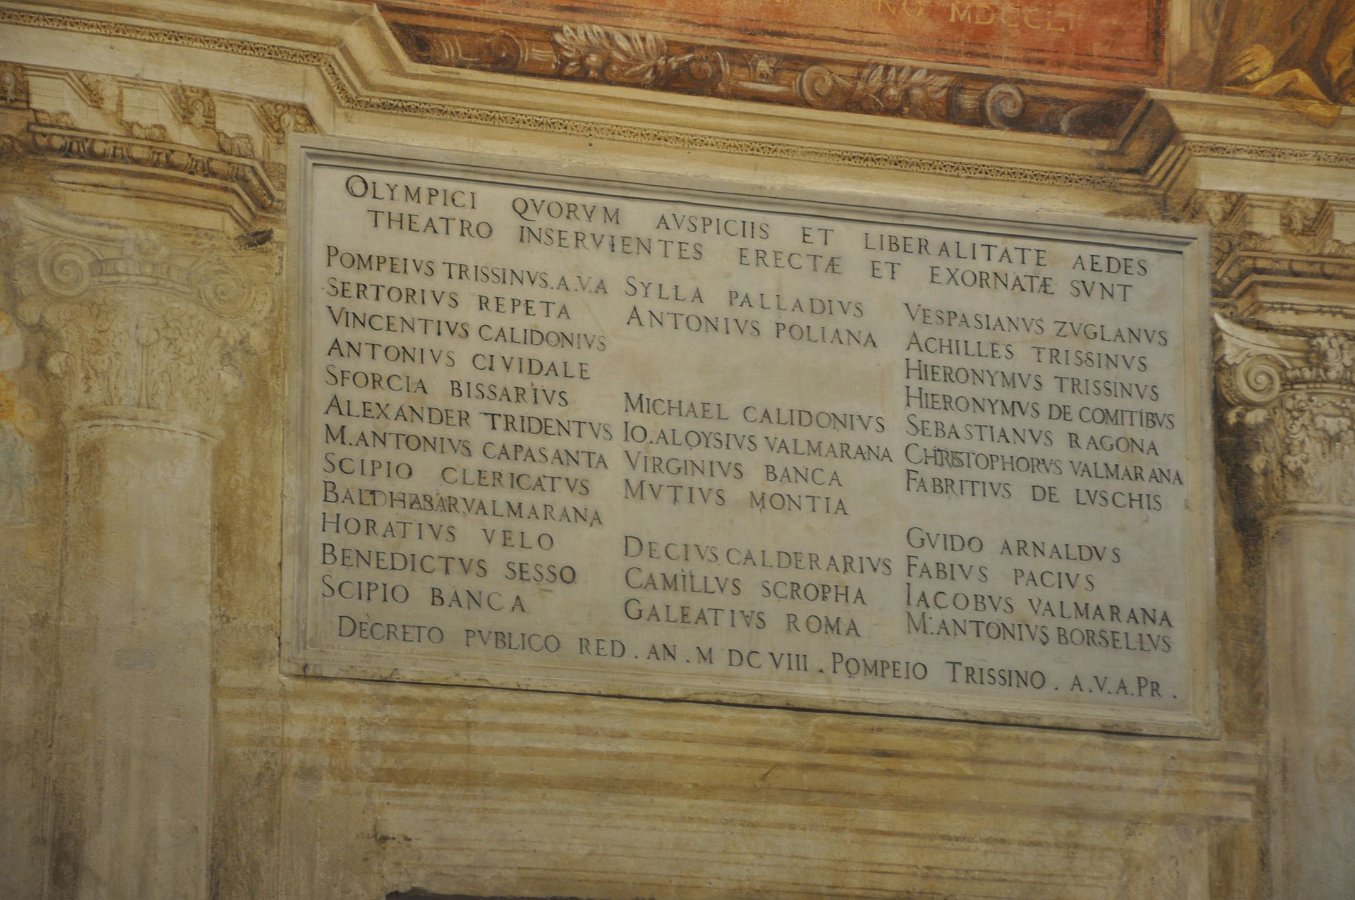 MDCCLI
OLYMPICI QVORVM AVSPICIIS ET LIBERALITATE AEDES
THEATRO INSERVIENTES ERECTÆ ET EXORNATÆ SVNT
POMPEIVS TRISSINVS.A.V.A
SERTORIVS REPETA
VINCENTIVS CALIDONIVS
ANTONIVS CIVIDALE
SFORCIA BISSARIVS
ALEXANDER TRIDENTVS
M.ANTONIVS CAPASANTA
SCIPIO CLERICATVS
BALDHASAR VALMARANA
HORATIVS VELO
BENEDICTVS SESSO
SCIPIO BANCA
SYLLA PALLADIVS
ANTONIVS POLIANA
MICHAEL CALIDONIVS
IO.ALOYSIVS VALMARANA
VIRGINIVS BANCA
MVTIVS MONTIA
DECIVS CALDERARIVS
CAMILLVS SCROPHA
GALEATIVS ROMA
VESPASIANVS ZVGLANVS
ACHILLES TRISSINVS
HIERONYMVS TRISSINVS
HIERONYMVS DE COMITIBVS
SEBASTIANVS RAGONA
CHRISTOPHORVS VALMARANA
FABRITIVS DE LVSCHIS
GVIDO ARNALDVS
FABIVS PACIVS
IACOBVS VALMARANA
M.ANTONIVS BORSELLVS
DECRETO PVBLICO RED.AN.M DCVIII.POMPEIO TRISSINO.A.V.A.PR.